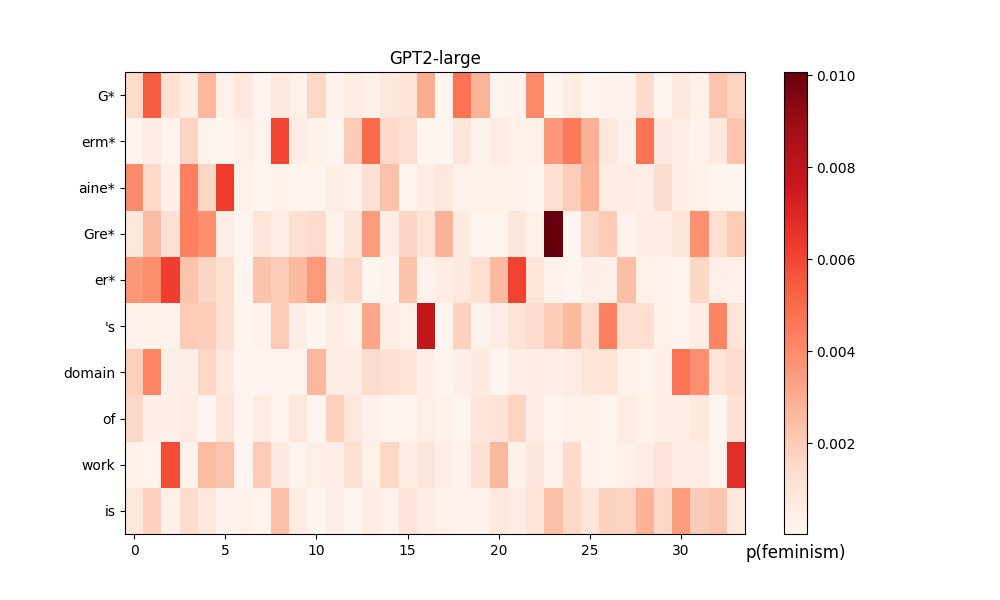 GPT2-large
G*
erm*
aine*
Gre*
er*
's
domain
of
work
is
0 5 10 15 20 25 30
0.010
0.008
0.006
0.004
0.002
p(feminism)